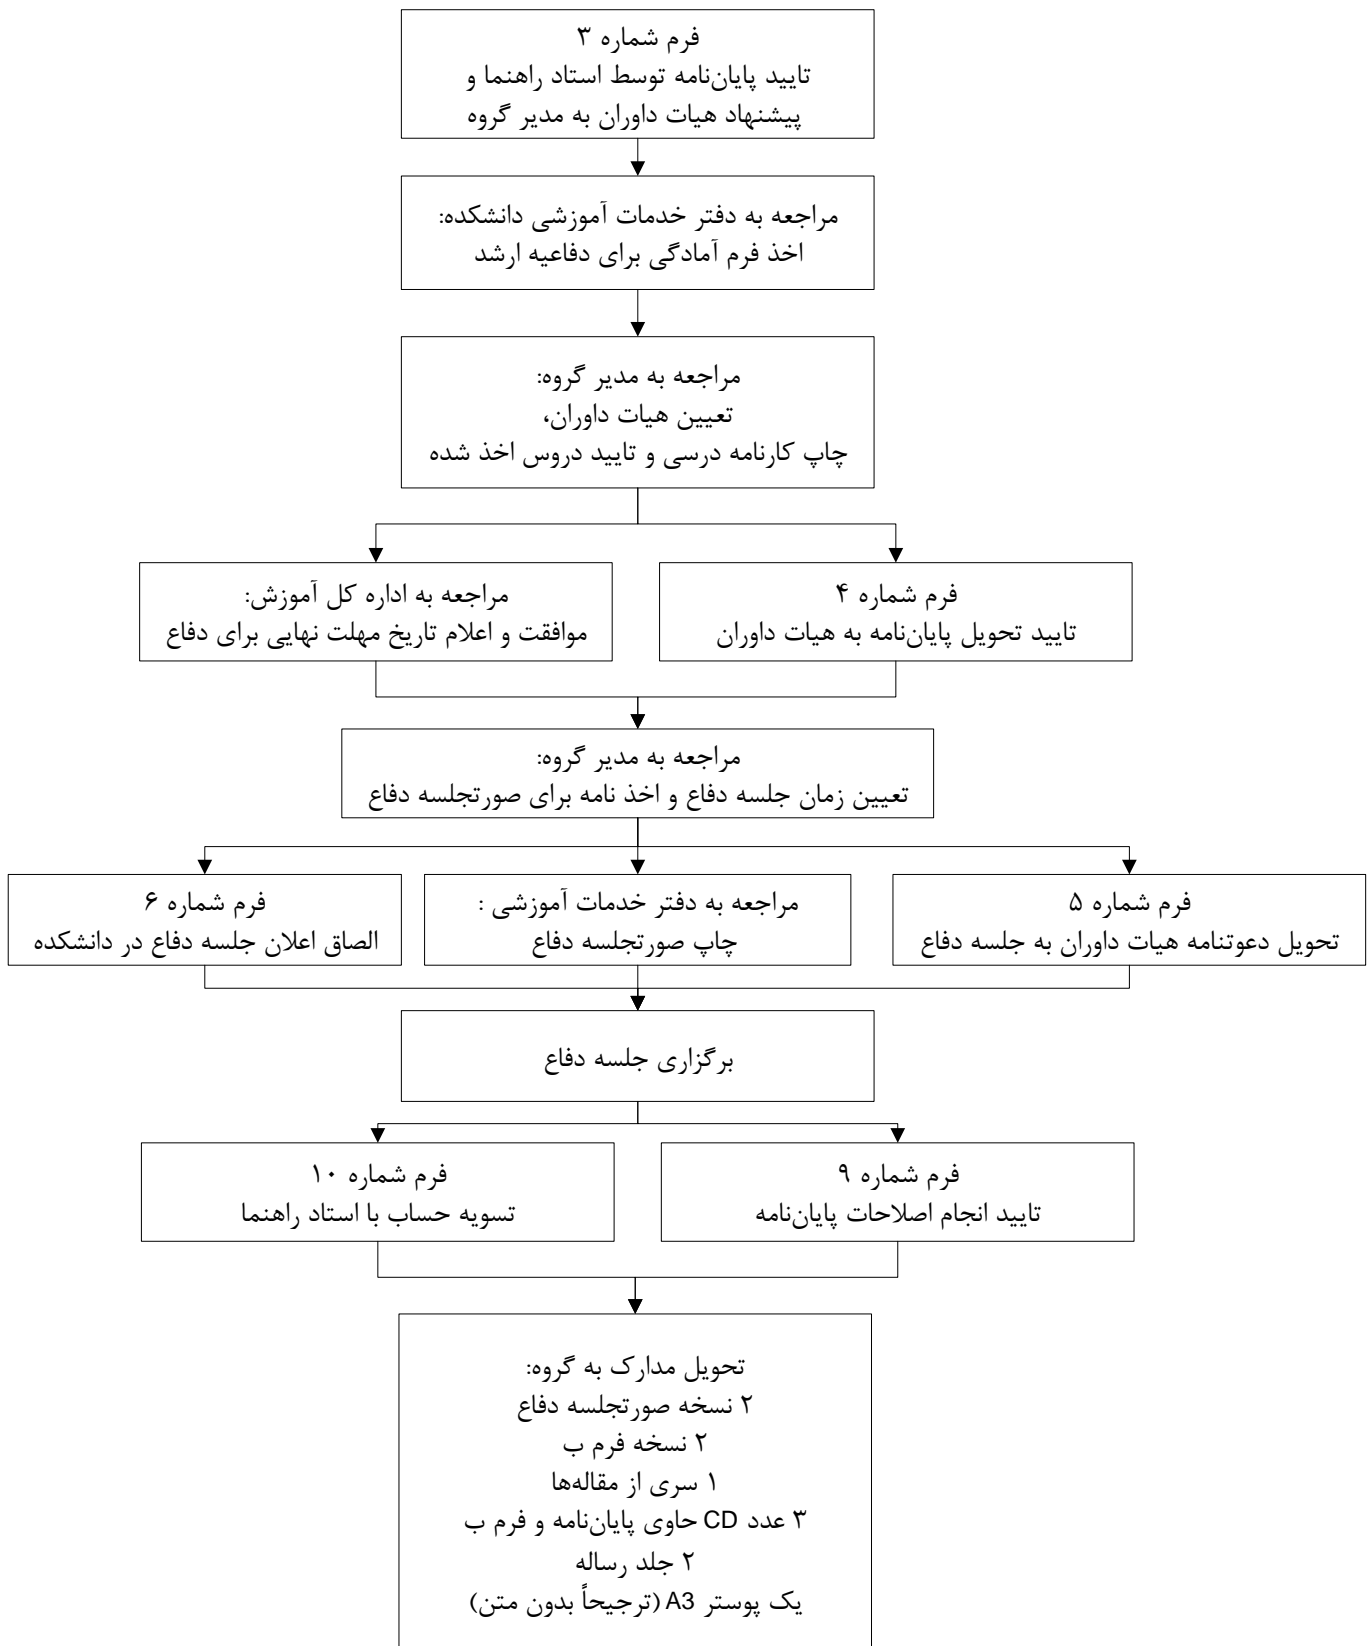 فرم شماره ۳
تایید پایان‌نامه توسط استاد راهنما و
پیشنهاد هیات داوران به مدیر گروه
مراجعه به دفتر خدمات آموزشی دانشکده:
اخذ فرم آمادگی برای دفاعیه ارشد
مراجعه به مدیر گروه:
تعیین هیات داوران،
چاپ کارنامه درسی و تایید دروس اخذ شده
فرم شماره ۴
تایید تحویل پایان‌نامه به هیات داوران
مراجعه به اداره کل آموزش:
موافقت و اعلام تاریخ مهلت نهایی برای دفاع
مراجعه به مدیر گروه:
تعیین زمان جلسه دفاع و اخذ نامه برای صورتجلسه دفاع
فرم شماره ۵
تحویل دعوتنامه هیات داوران به جلسه دفاع
مراجعه به دفتر خدمات آموزشی :
چاپ صورتجلسه دفاع
فرم شماره ۶
الصاق اعلان جلسه دفاع در دانشکده
برگزاری جلسه دفاع
فرم شماره ۹
تایید انجام اصلاحات پایان‌نامه
فرم شماره ۱۰
تسویه حساب با استاد راهنما
تحویل مدارک به گروه:
۲ نسخه صورتجلسه دفاع
۲ نسخه فرم ب
۱ سری از مقاله‌ها
۳ عدد CD حاوی پایان‌نامه و فرم ب
۲ جلد رساله
یک پوستر A3 (ترجیحاً بدون متن)